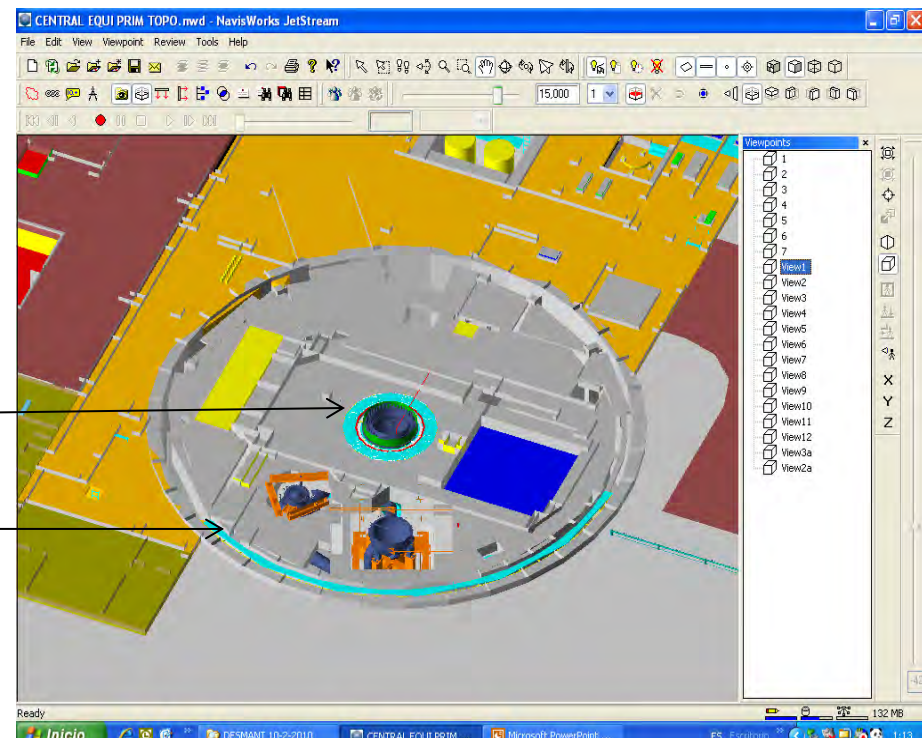 CENTRAL EQUI PRIM TOPO.nwd - NavisWorks JetStream
File Edit View Viewpoint Review Tools Help
15,000 1
Viewpoints
1
2
3
4
5
6
7
View1
View2
View3
View4
View5
View6
View7
View8
View9
View10
View11
View12
View3a
View2a
X
Y
Z
Ready
132 MB
Inicio
DESMANT 10-2-2010
CENTRAL EQUI PRIM
Microsoft PowerPoint
ES
1:13